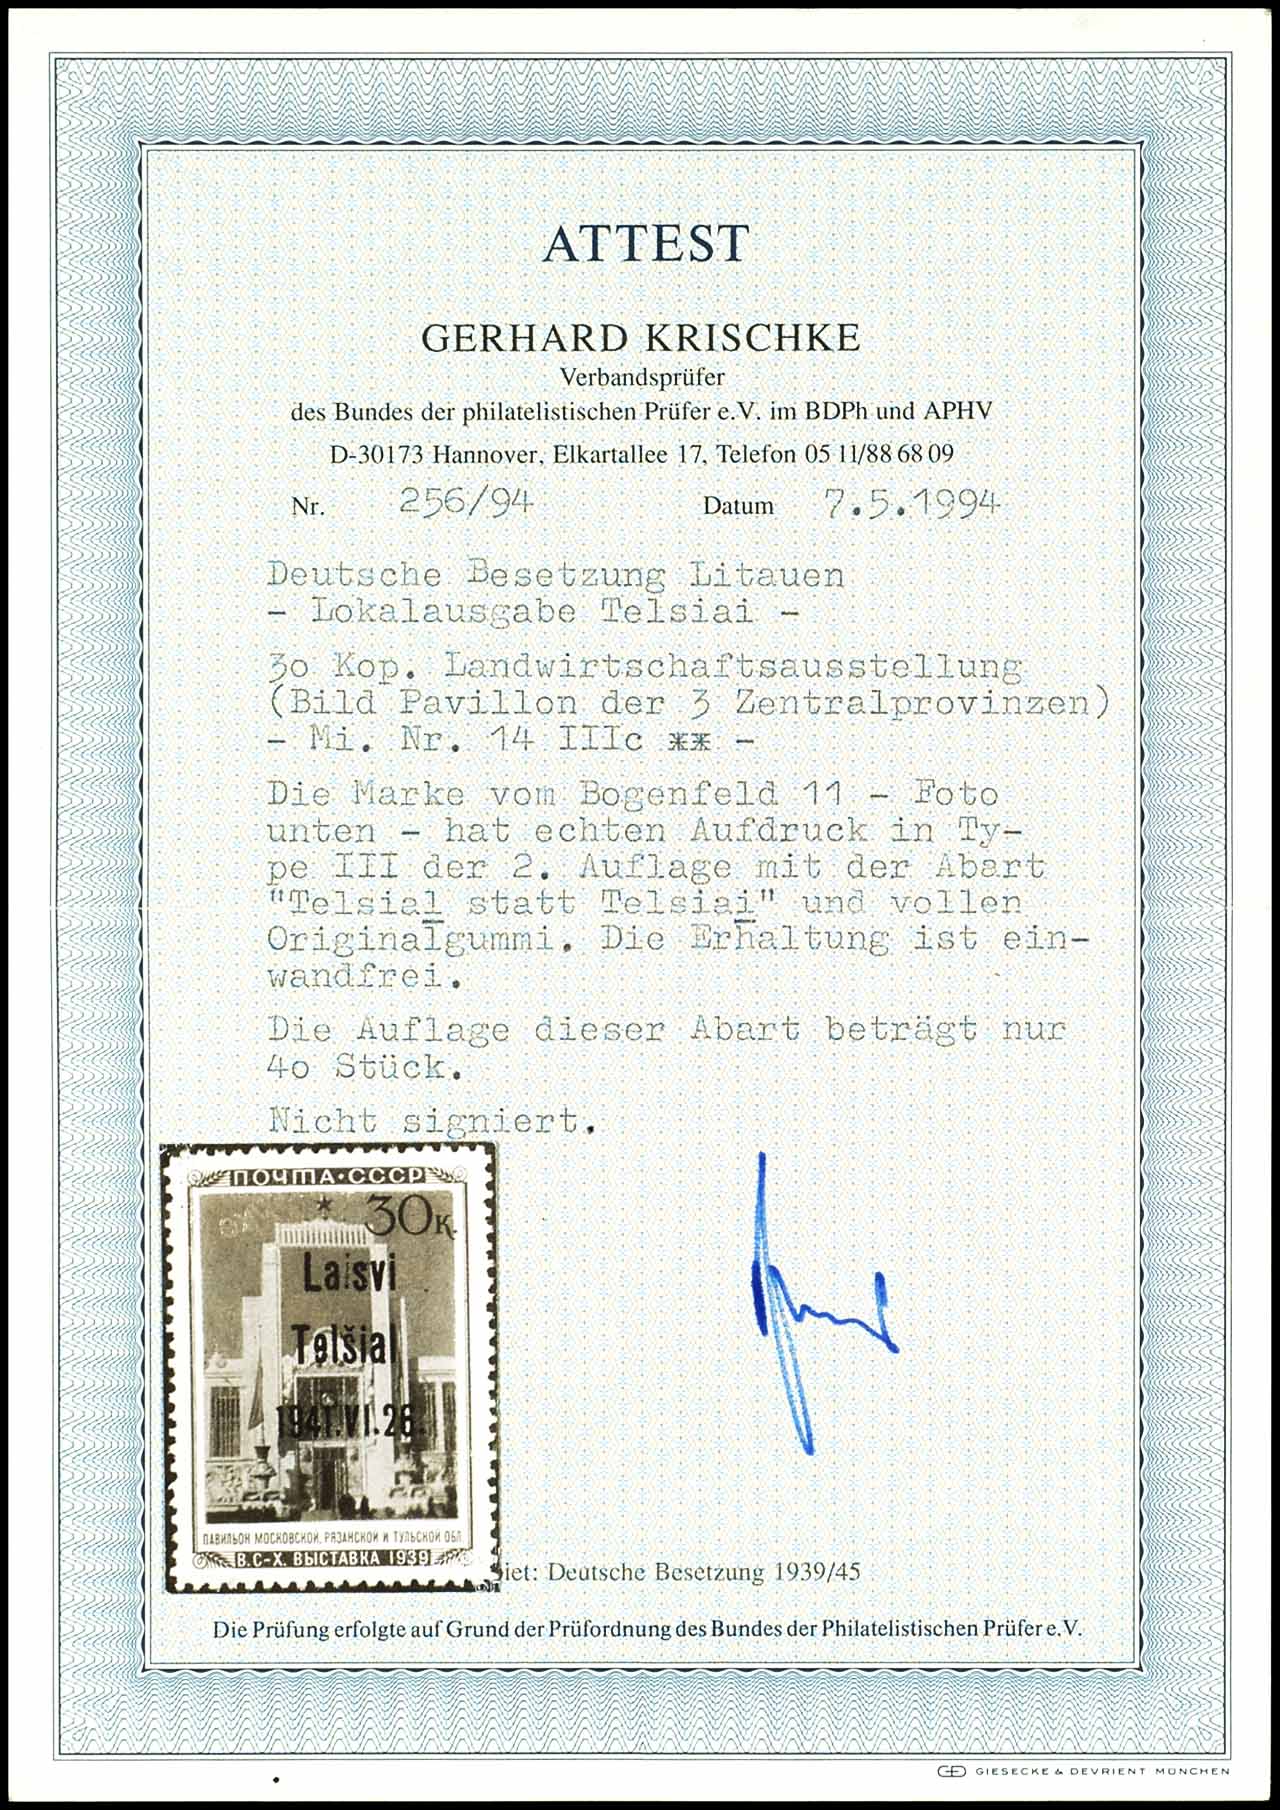 ATTEST
GERHARD KRISCHKE
Verbandsprüfer
des Bundes der philatelistischen Prüfer e.V. im BDPh und APHV
D-30173 Hannover, Elkartallee 17, Telefon 05 11/88 68 09
Nr. 256/94 Datum 7.5.1994
Deutsche Besetzung Litauen
- Lokalausgabe Telsiai -
30 Kop. Landwirtschaftsausstellung
(Bild Pavillon der 3 Zentralprovinzen)
- Mi. Nr. 14 IIIc ** -
Die Marke vom Bogenfeld 11 - Foto
unten - hat echten Aufdruck in Ty-
pe III der 2. Auflage mit der Abart
"Telsial statt Telsiai" und vollen
Originalgummi. Die Erhaltung ist ein-
wandfrei.
Die Auflage dieser Abart beträgt nur
40 Stück.
Nicht signiert.
ПОЧТА·СССР
30К.
Laisvi
Telšial
1941.VI.26.
ПАВИЛЬОН МОСКОВСКОЙ, РЯЗАНСКОЙ И ТУЛЬСКОЙ ОБЛ
В.С-Х. ВЫСТАВКА 1939
biet: Deutsche Besetzung 1939/45
Die Prüfung erfolgte auf Grund der Prüfordnung des Bundes der Philatelistischen Prüfer e.V.
GIESECKE & DEVRIENT MÜNCHEN